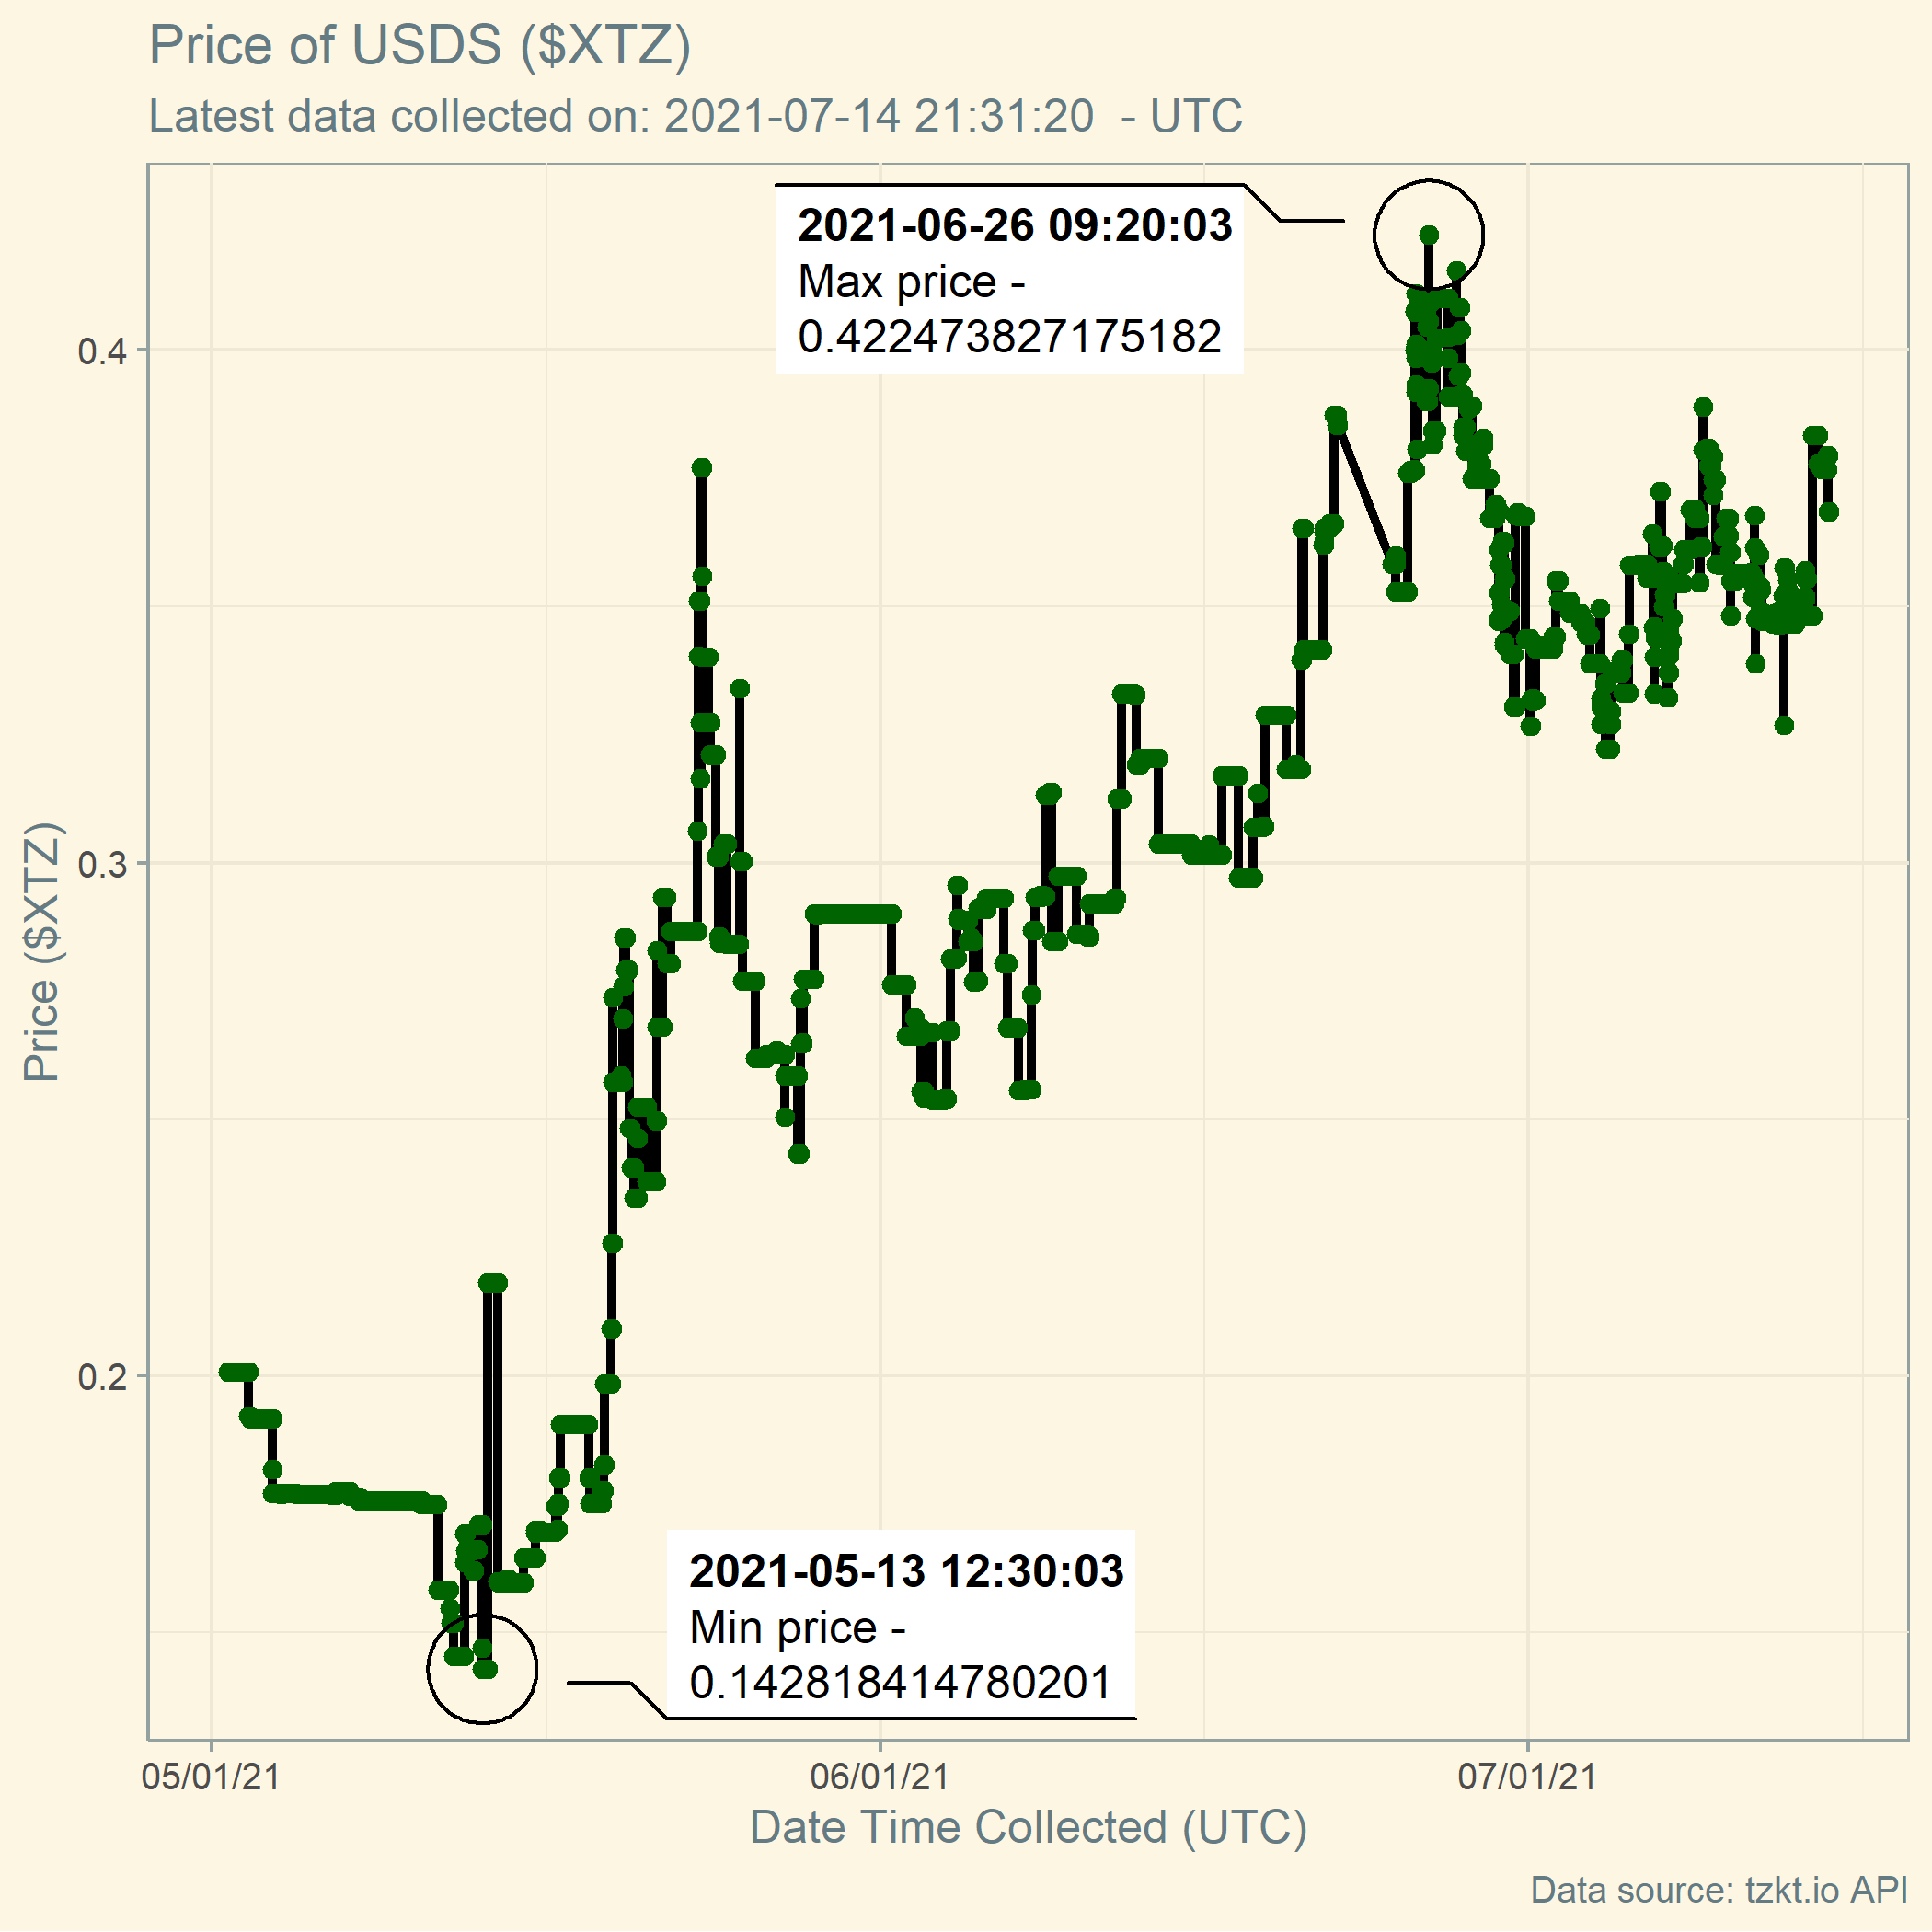 Price of USDS ($XTZ)
Latest data collected on: 2021-07-14 21:31:20  - UTC
2021-06-26 09:20:03
Max price -
0.422473827175182
0.4
0.3
0.2
Price ($XTZ)
2021-05-13 12:30:03
Min price -
0.142818414780201
05/01/21
06/01/21
07/01/21
Date Time Collected (UTC)
Data source: tzkt.io API